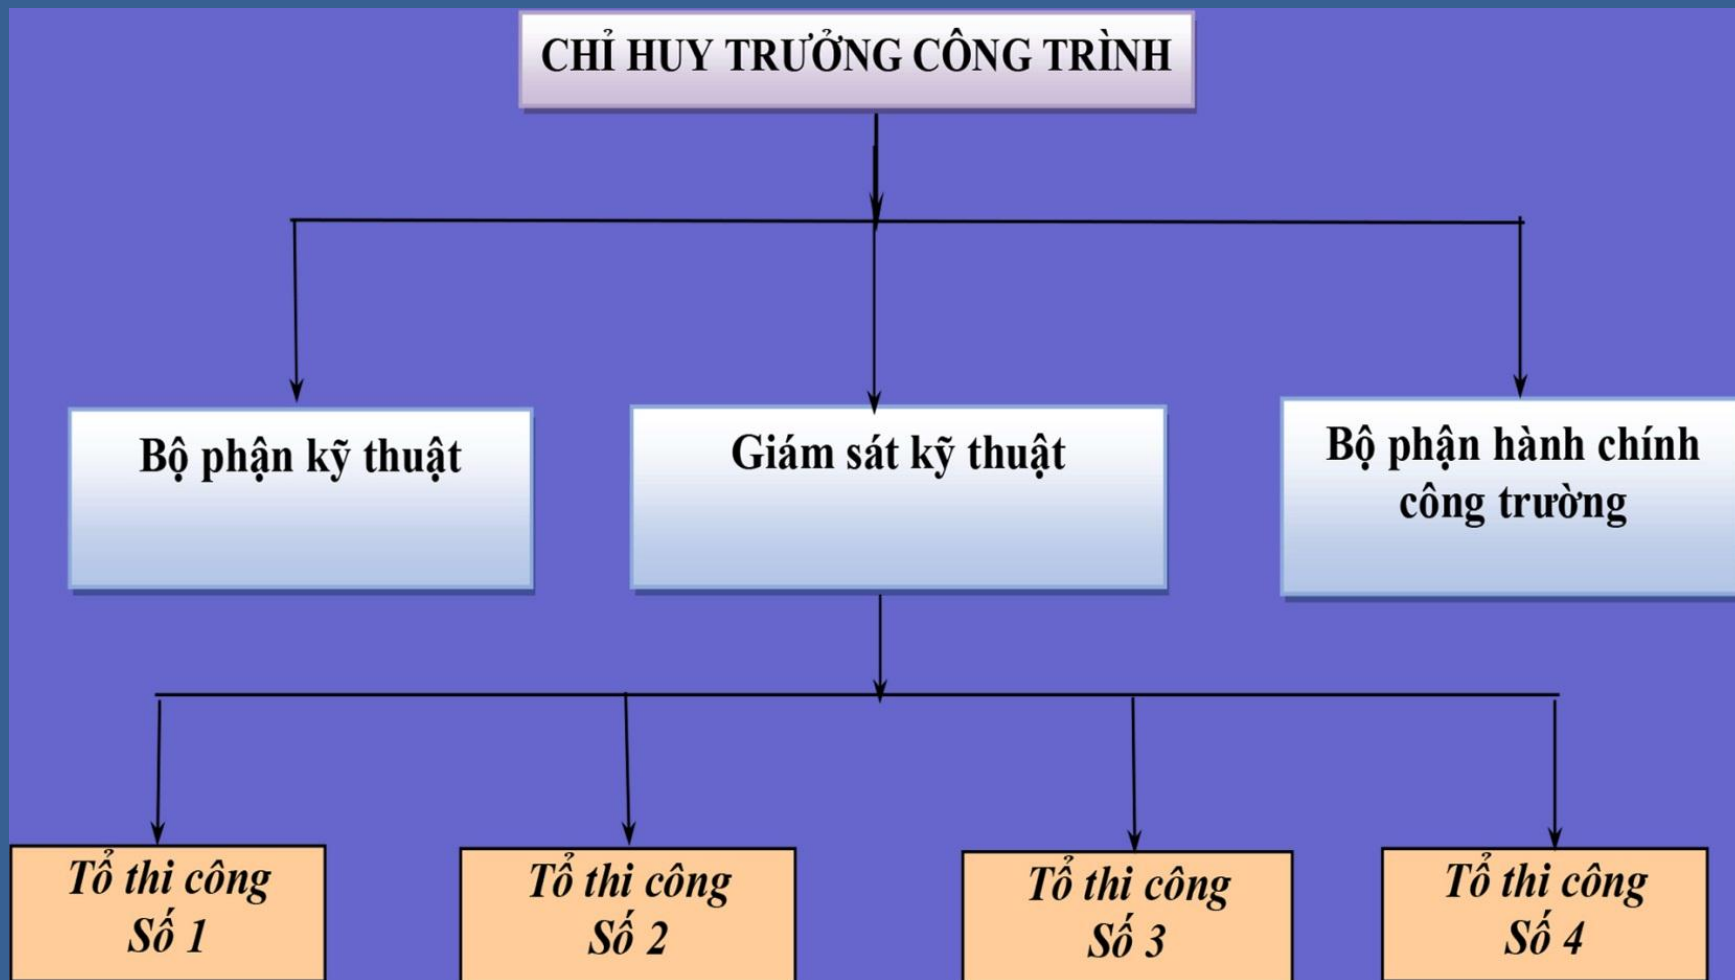 CHỈ HUY TRƯỞNG CÔNG TRÌNH
Bộ phận kỹ thuật
Giám sát kỹ thuật
Bộ phận hành chính
công trường
Tổ thi công
Số 1
Tổ thi công
Số 2
Tổ thi công
Số 3
Tổ thi công
Số 4